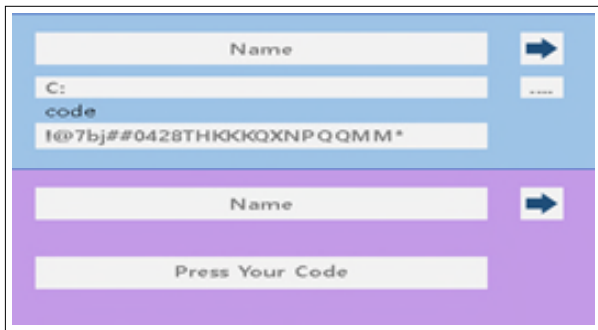 Name
C:
....
code
!@7bj##0428THKKKQXNPQQMM*
Name
Press Your Code